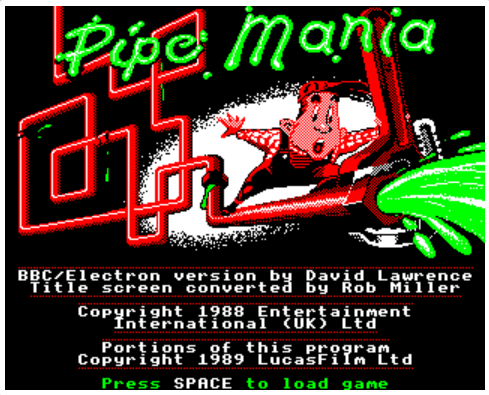 Pipe Mania
BBC/Electron version by David Lawrence
Title screen converted by Rob Miller
Copyright 1988 Entertainment
International (UK) Ltd
Portions of this program
Copyright 1989 LucasFilm Ltd
Press SPACE to load game